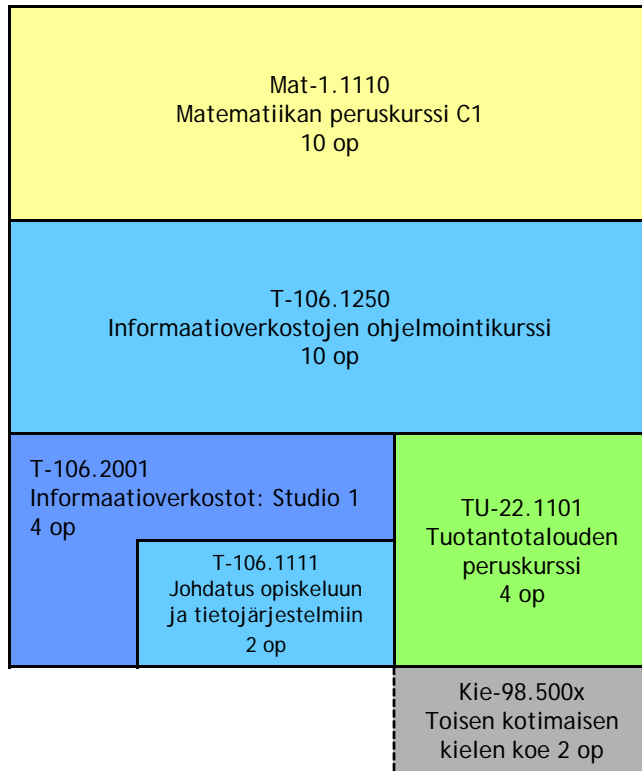 Mat-1.1110
Matematiikan peruskurssi C1
10 op
T-106.1250
Informaatioverkostojen ohjelmointikurssi
10 op
T-106.2001
Informaatioverkostot: Studio 1
4 op
T-106.1111
Johdatus opiskeluun
ja tietojärjestelmiin
2 op
TU-22.1101
Tuotantotalouden
peruskurssi
4 op
Kie-98.500x
Toisen kotimaisen
kielen koe 2 op